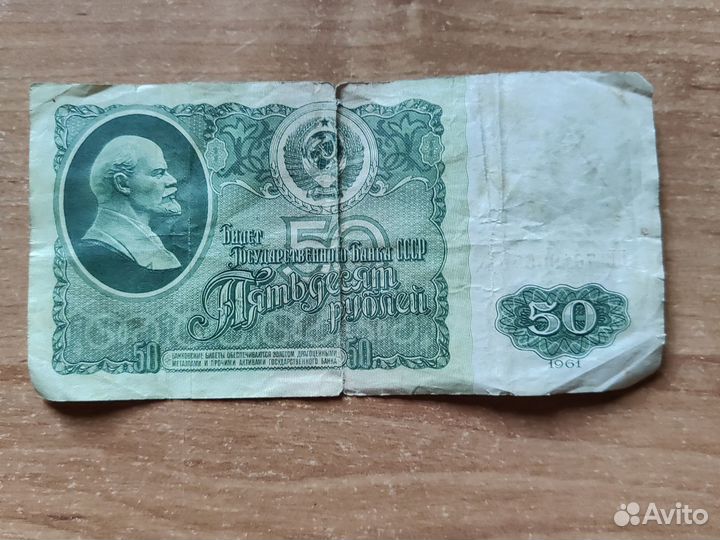 50
Билет
Государственного Банка СССР
Пятьдесят
рублей
50
50
БАНКОВСКИЕ БИЛЕТЫ ОБЕСПЕЧИВАЮТСЯ ЗОЛОТОМ, ДРАГОЦЕННЫМИ
МЕТАЛЛАМИ И ПРОЧИМИ АКТИВАМИ ГОСУДАРСТВЕННОГО БАНКА
50
1961
Avito